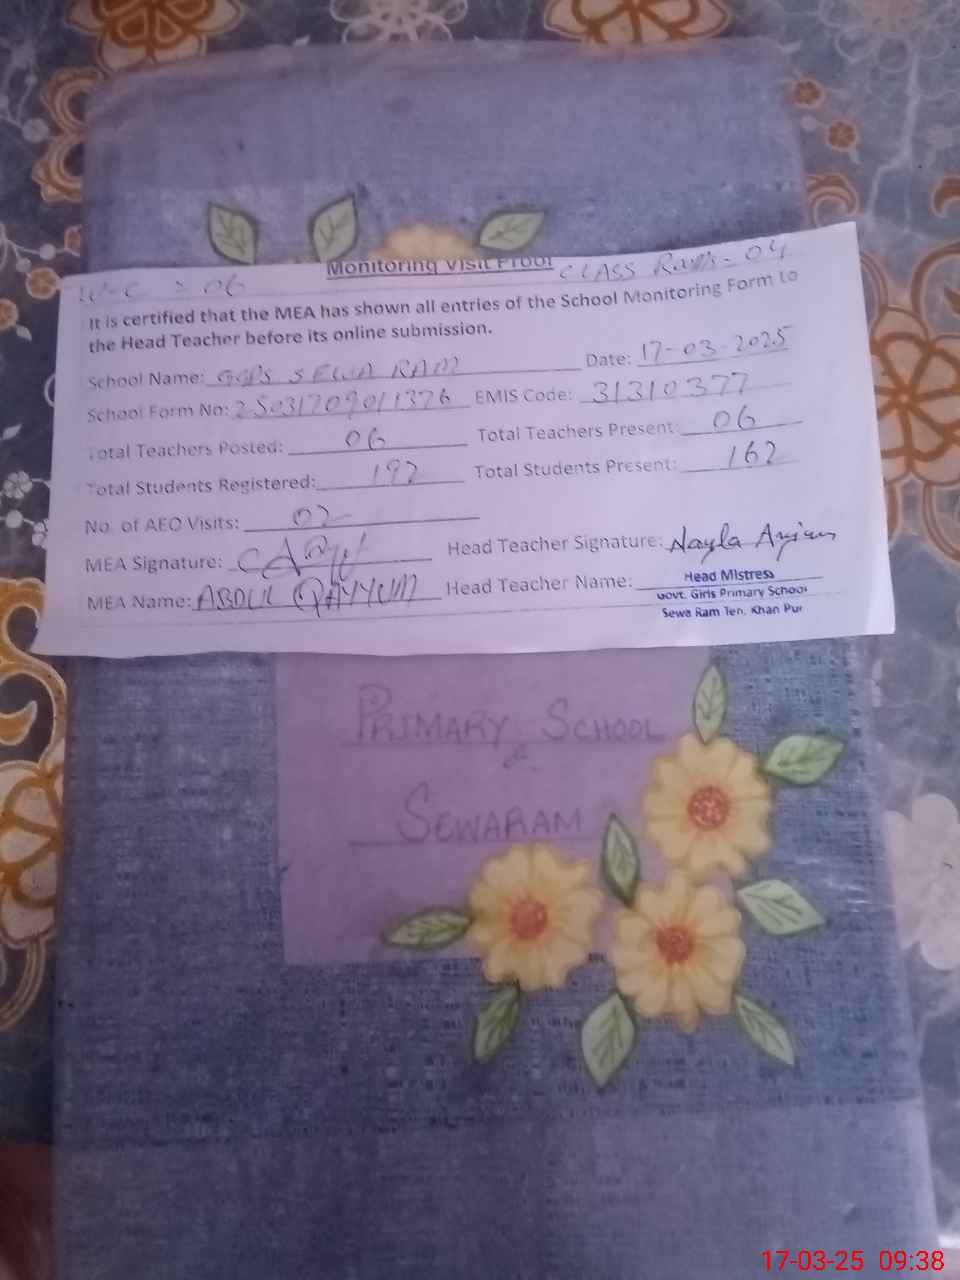 Monitoring Visit Proof
W-C = 06 CLASS Rooms - 04
It is certified that the MEA has shown all entries of the School Monitoring Form to
the Head Teacher before its online submission.
School Name: GGPS SEWA RAM Date: 17-03-2025
School Form No: 25031709011376 EMIS Code: 31310377
Total Teachers Posted: 06 Total Teachers Present: 06
Total Students Registered: 192 Total Students Present: 162
No. of AEO Visits: 02
MEA Signature: Head Teacher Signature: Nayla Anjum
MEA Name: ABDUL QAYYUM Head Teacher Name: Head Mistress
Govt. Girls Primary School
Sewa Ram Teh. Khan Pur
PRIMARY SCHOOL
SEWARAM
17-03-25 09:38